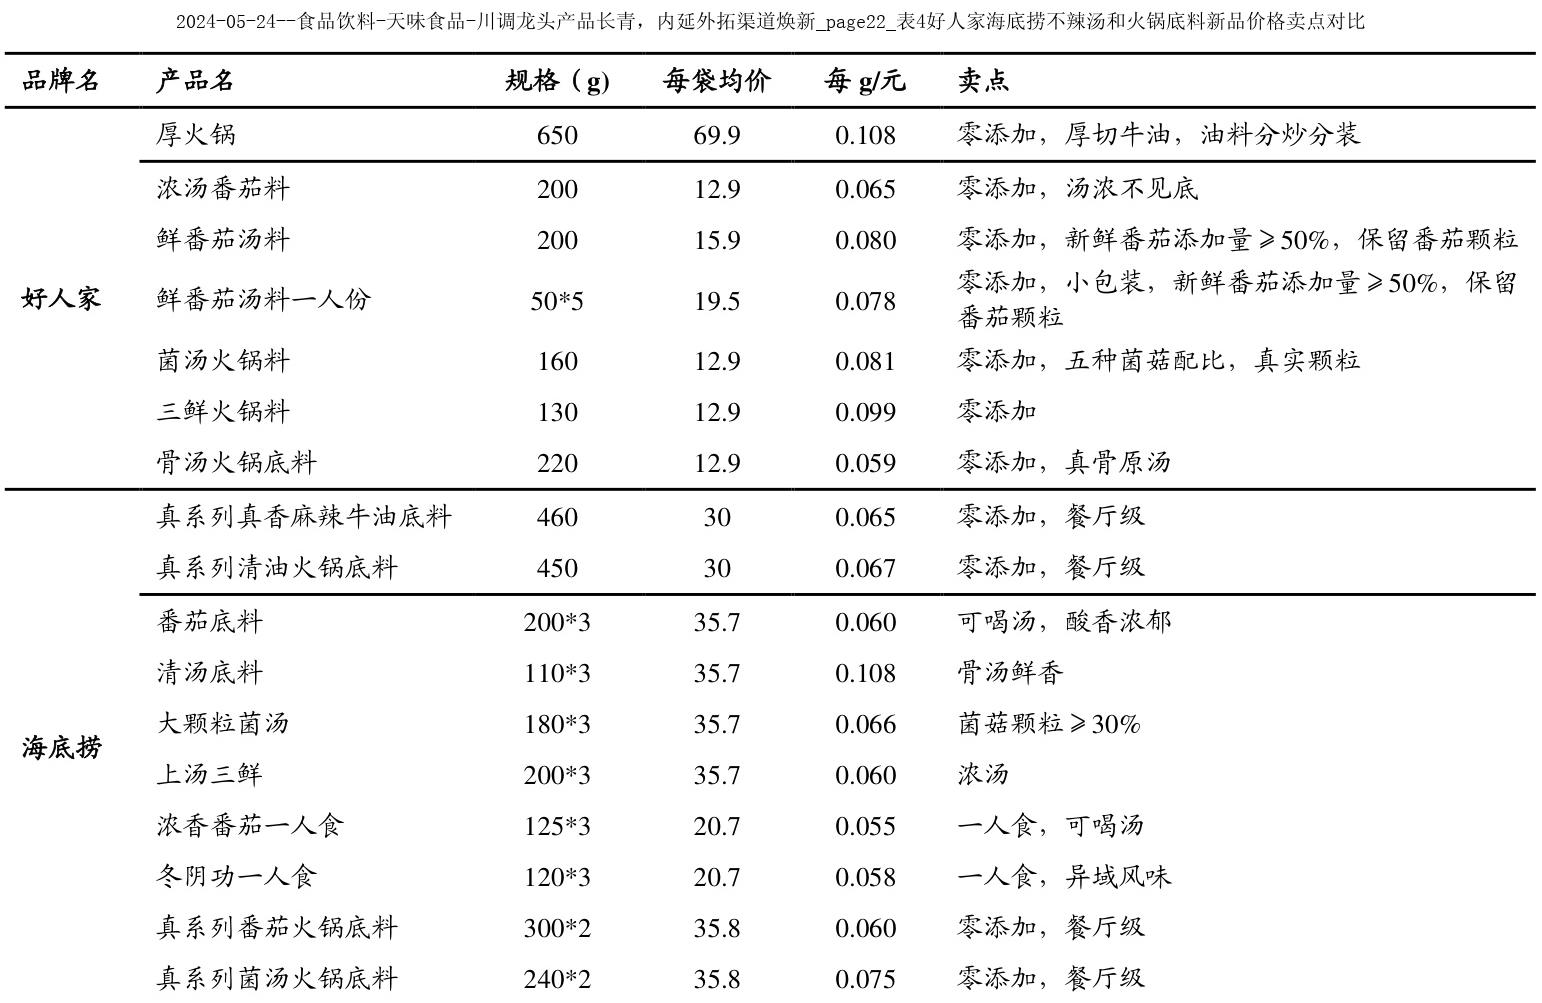 2024-05-24--食品饮料-天味食品-川调龙头产品长青，内延外拓渠道焕新_page22_表4好人家海底捞不辣汤和火锅底料新品价格卖点对比
品牌名 产品名 规格（g) 每袋均价 每 g/元 卖点
厚火锅 650 69.9 0.108 零添加，厚切牛油，油料分炒分装
浓汤番茄料 200 12.9 0.065 零添加，汤浓不见底
鲜番茄汤料 200 15.9 0.080 零添加，新鲜番茄添加量≥50%，保留番茄颗粒
好人家 鲜番茄汤料一人份 50*5 19.5 0.078 零添加，小包装，新鲜番茄添加量≥50%，保留
番茄颗粒
菌汤火锅料 160 12.9 0.081 零添加，五种菌菇配比，真实颗粒
三鲜火锅料 130 12.9 0.099 零添加
骨汤火锅底料 220 12.9 0.059 零添加，真骨原汤
真系列真香麻辣牛油底料 460 30 0.065 零添加，餐厅级
真系列清油火锅底料 450 30 0.067 零添加，餐厅级
番茄底料 200*3 35.7 0.060 可喝汤，酸香浓郁
清汤底料 110*3 35.7 0.108 骨汤鲜香
大颗粒菌汤 180*3 35.7 0.066 菌菇颗粒≥30%
海底捞
上汤三鲜 200*3 35.7 0.060 浓汤
浓香番茄一人食 125*3 20.7 0.055 一人食，可喝汤
冬阴功一人食 120*3 20.7 0.058 一人食，异域风味
真系列番茄火锅底料 300*2 35.8 0.060 零添加，餐厅级
真系列菌汤火锅底料 240*2 35.8 0.075 零添加，餐厅级